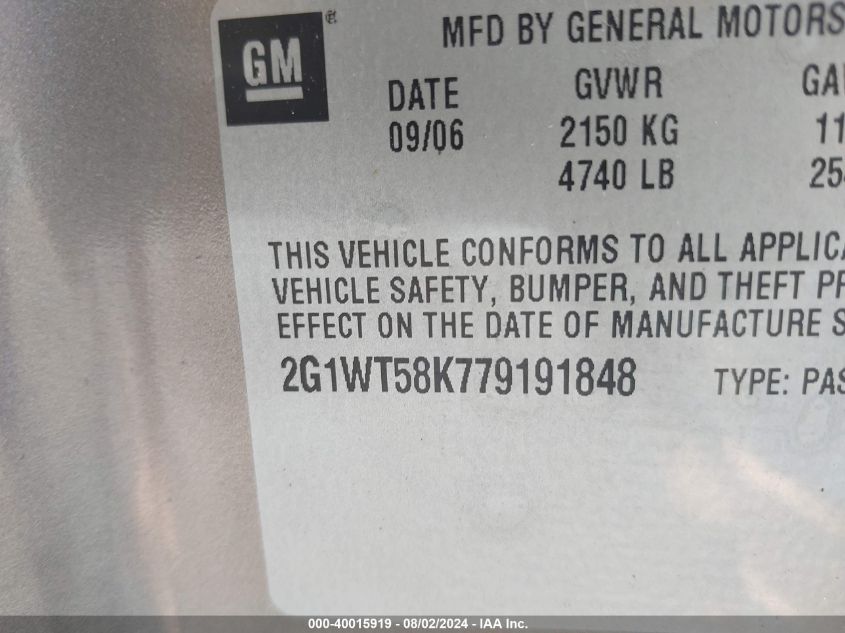 GM
MFD BY GENERAL MOTORS
DATE GVWR
09/06 2150 KG 11
4740 LB
THIS VEHICLE CONFORMS TO ALL
VEHICLE SAFETY, BUMPER, AND THEFT
EFFECT ON THE DATE OF MANUFACTURE
2G1WT58K779191848 TYPE:
000-40015919 - 08/02/2024 - IAA Inc.